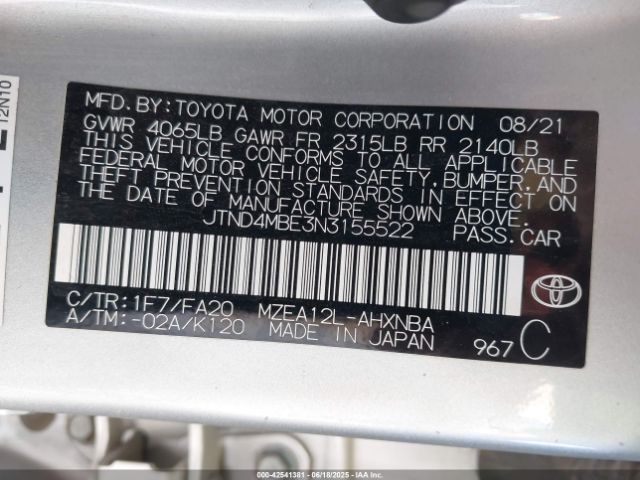 12N10
MFD. BY: TOYOTA MOTOR CORPORATION 08/21
GVWR 4065LB GAWR FR 2315LB RR 2140LB
THIS VEHICLE CONFORMS TO ALL APPLICABLE
FEDERAL MOTOR VEHICLE SAFETY, BUMPER, AND
THEFT PREVENTION STANDARDS IN EFFECT ON
THE DATE OF MANUFACTURE SHOWN ABOVE.
JTND4MBE3N3155522 PASS.CAR
C/TR: 1F7/FA20 MZEA12L-AHXNBA
A/TM: -02A/K120 MADE IN JAPAN 967 C
000-42541381 | 06/18/2025 | IAA Inc.